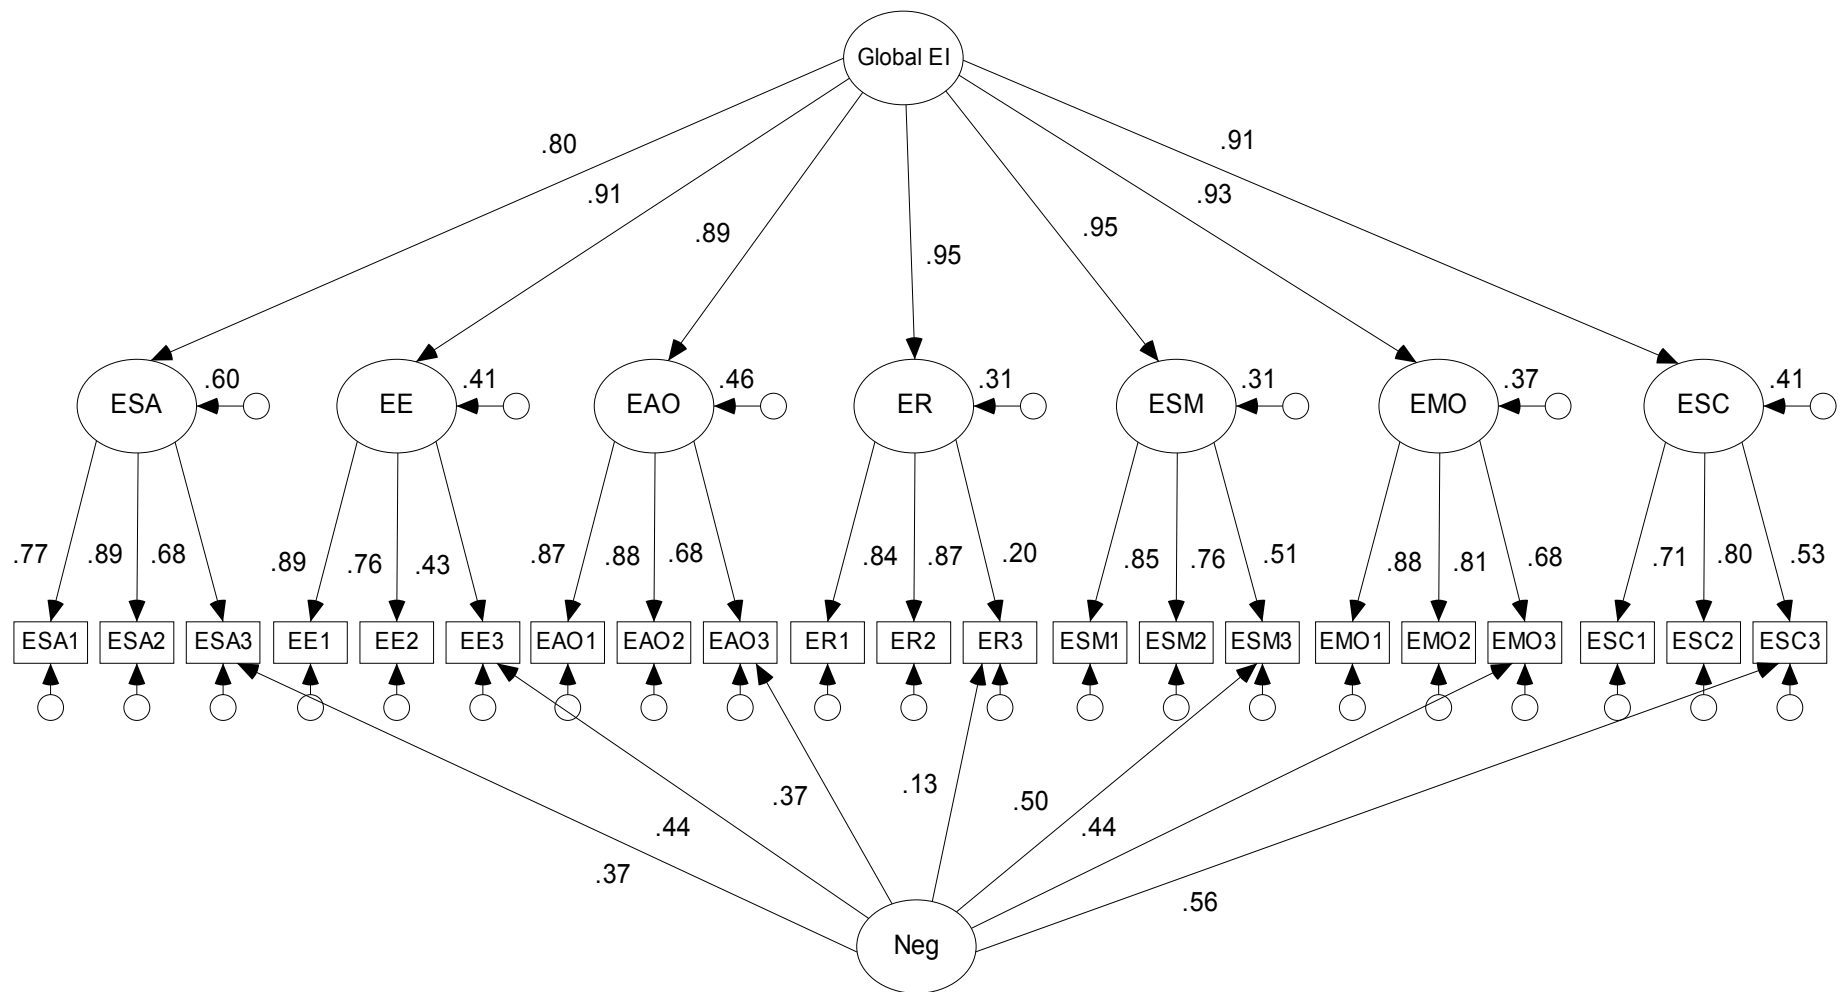 Global EI
.80
.91
.89
.95
.95
.93
.91
ESA
.60
EE
.41
EAO
.46
ER
.31
ESM
.31
EMO
.37
ESC
.41
.77
.89
.68
.89
.76
.43
.87
.88
.68
.84
.87
.20
.85
.76
.51
.88
.81
.68
.71
.80
.53
ESA1
ESA2
ESA3
EE1
EE2
EE3
EAO1
EAO2
EAO3
ER1
ER2
ER3
ESM1
ESM2
ESM3
EMO1
EMO2
EMO3
ESC1
ESC2
ESC3
.37
.44
.37
.13
.50
.44
.56
Neg